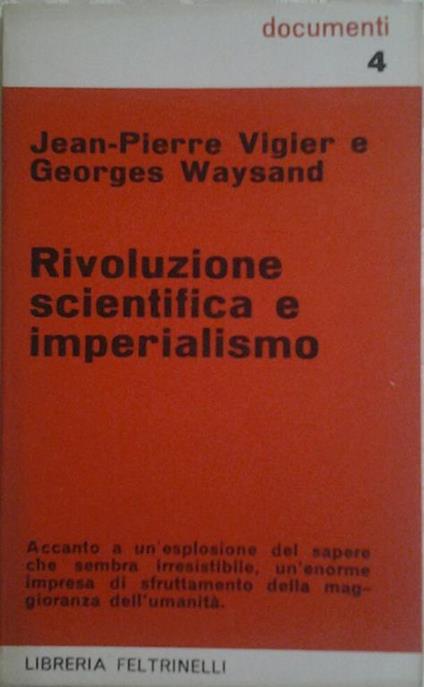 documenti
4
Jean-Pierre Vigier e
Georges Waysand
Rivoluzione
scientifica e
imperialismo
Accanto a un'esplosione del sapere
che sembra irresistibile, un'enorme
impresa di sfruttamento della mag-
gioranza dell'umanità.
LIBRERIA FELTRINELLI